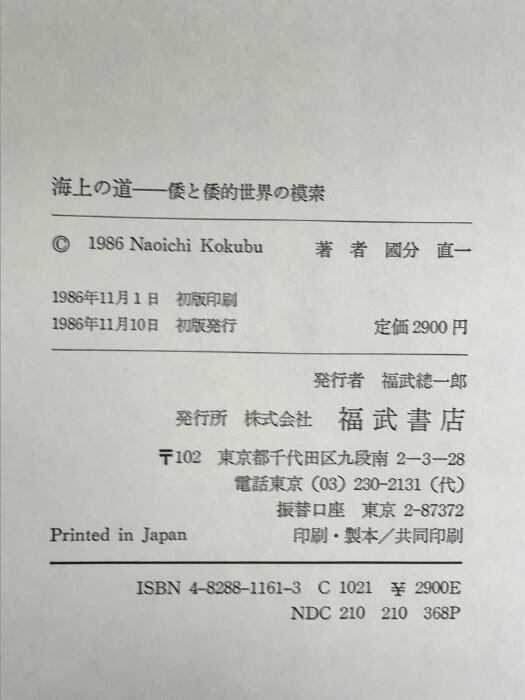 海上の道――倭と倭的世界の模索
© 1986 Naoichi Kokubu 著 者 國分 直一
1986年11月1日 初版印刷
1986年11月10日 初版発行 定価2900円
発行者 福武總一郎
発行所 株式会社 福武書店
〒102 東京都千代田区九段南 2-3-28
電話東京(03)230-2131(代)
振替口座 東京 2-87372
Printed in Japan 印刷・製本/共同印刷
ISBN 4-8288-1161-3 C 1021 ¥ 2900E
NDC 210 210 368P